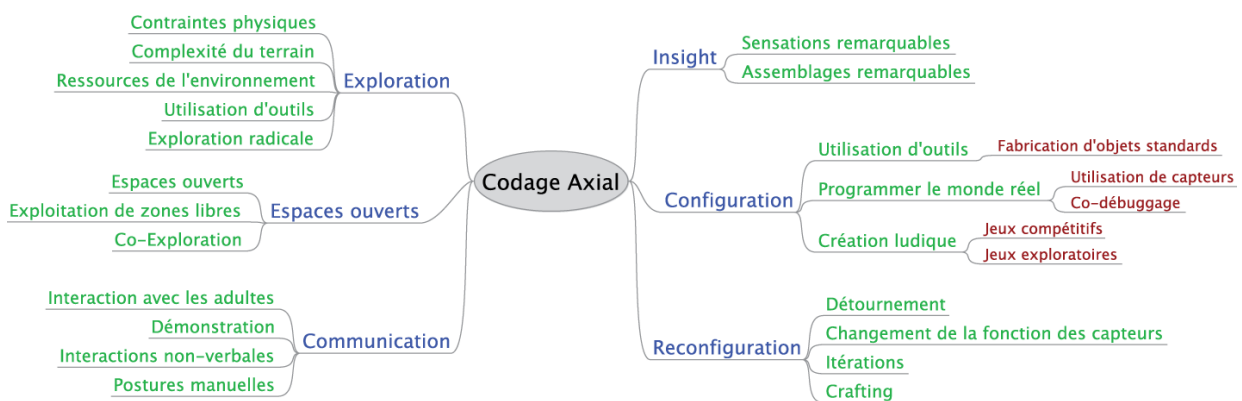 Codage Axial
Exploration
Contraintes physiques
Complexité du terrain
Ressources de l'environnement
Utilisation d'outils
Exploration radicale
Espaces ouverts
Espaces ouverts
Exploitation de zones libres
Co-Exploration
Communication
Interaction avec les adultes
Démonstration
Interactions non-verbales
Postures manuelles
Insight
Sensations remarquables
Assemblages remarquables
Configuration
Utilisation d'outils
Fabrication d'objets standards
Programmer le monde réel
Utilisation de capteurs
Co-débuggage
Création ludique
Jeux compétitifs
Jeux exploratoires
Reconfiguration
Détournement
Changement de la fonction des capteurs
Itérations
Crafting